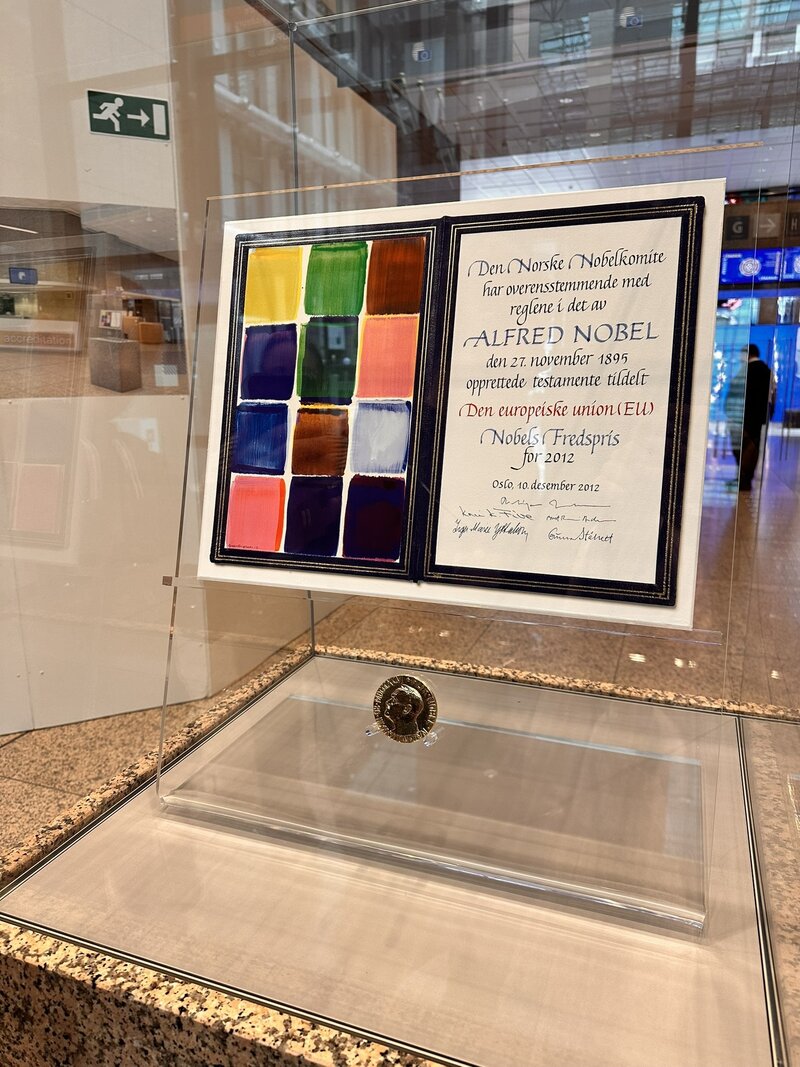 Den Norske Nobelkomite
har overensstemmende med
reglene i det av
ALFRED NOBEL
den 27. november 1895
opprettede testamente tildelt
Den europeiske union (EU)
Nobels Fredspris
for 2012
Oslo, 10. desember 2012
accreditation
G
H